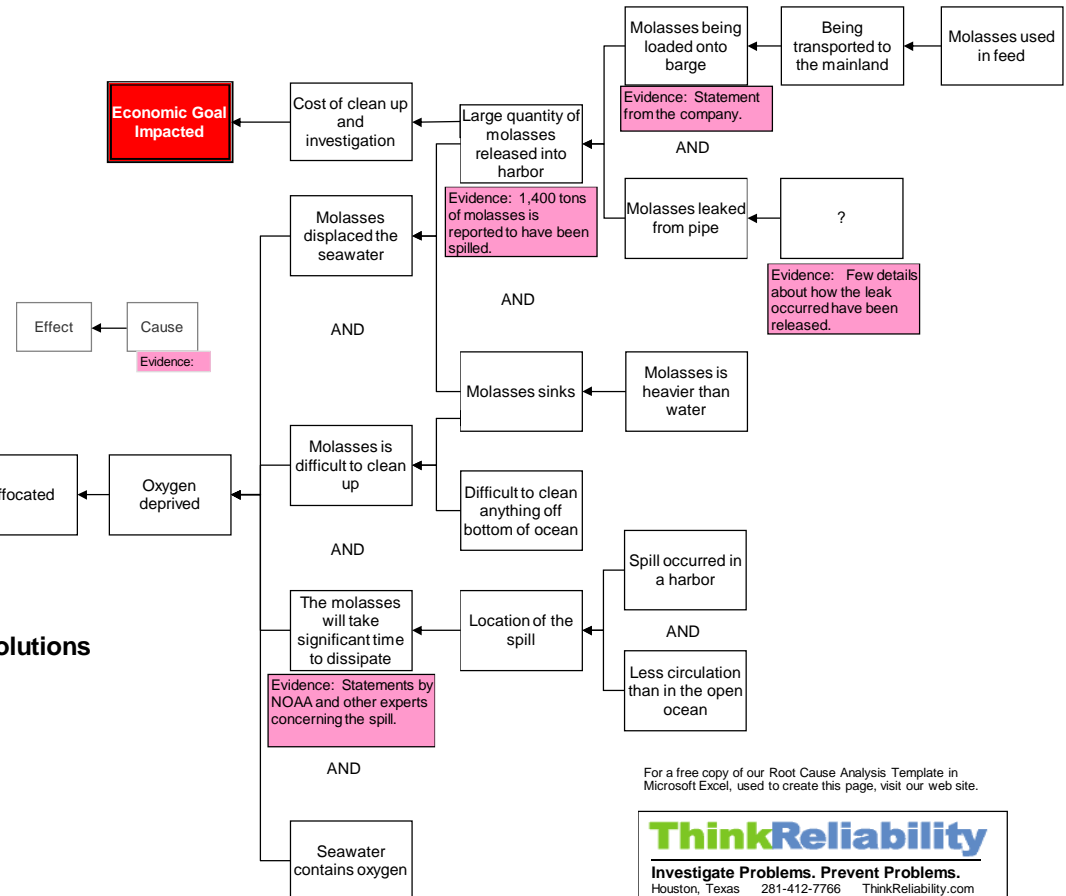 Molasses being
loaded onto
barge
Being
transported to
the mainland
Molasses used
in feed
Evidence: Statement
from the company.
Economic Goal
Impacted
Cost of clean up
and
investigation
Large quantity of
molasses
released into
harbor
AND
Evidence: 1,400 tons
of molasses is
reported to have been
spilled.
Molasses
displaced the
seawater
Molasses leaked
from pipe
?
Evidence: Few details
about how the leak
occurred have been
released.
AND
Effect
Cause
Evidence:
AND
Molasses sinks
Molasses is
heavier than
water
Molasses is
difficult to clean
up
Difficult to clean
anything off
bottom of ocean
ffocated
Oxygen
deprived
AND
Spill occurred in
a harbor
The molasses
will take
significant time
to dissipate
Location of the
spill
AND
olutions
Less circulation
than in the open
ocean
Evidence: Statements by
NOAA and other experts
concerning the spill.
AND
For a free copy of our Root Cause Analysis Template in
Microsoft Excel, used to create this page, visit our web site.
Seawater
contains oxygen
ThinkReliability
Investigate Problems. Prevent Problems.
Houston, Texas 281-412-7766 ThinkReliability.com